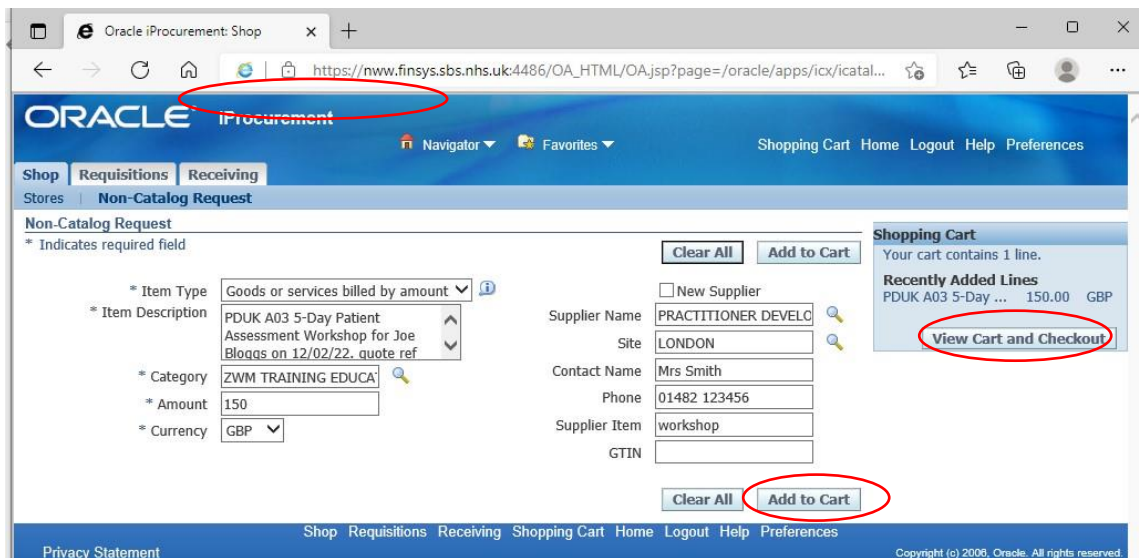 Oracle iProcurement: Shop
https://nww.finsys.sbs.nhs.uk:4486/OA_HTML/OA.jsp?page=/oracle/apps/icx/icatal...
ORACLE iProcurement
Navigator Favorites Shopping Cart Home Logout Help Preferences
Shop Requisitions Receiving
Stores | Non-Catalog Request
Non-Catalog Request
* Indicates required field
Clear All Add to Cart
* Item Type Goods or services billed by amount
* Item Description PDUK A03 5-Day Patient
Assessment Workshop for Joe
Bloggs on 12/02/22. quote ref
* Category ZWM TRAINING EDUCAT
* Amount 150
* Currency GBP
New Supplier
Supplier Name PRACTITIONER DEVELO
Site LONDON
Contact Name Mrs Smith
Phone 01482 123456
Supplier Item workshop
GTIN
Clear All Add to Cart
Shopping Cart
Your cart contains 1 line.
Recently Added Lines
PDUK A03 5-Day ... 150.00 GBP
View Cart and Checkout
Shop Requisitions Receiving Shopping Cart Home Logout Help Preferences
Privacy Statement
Copyright (c) 2006, Oracle. All rights reserved.